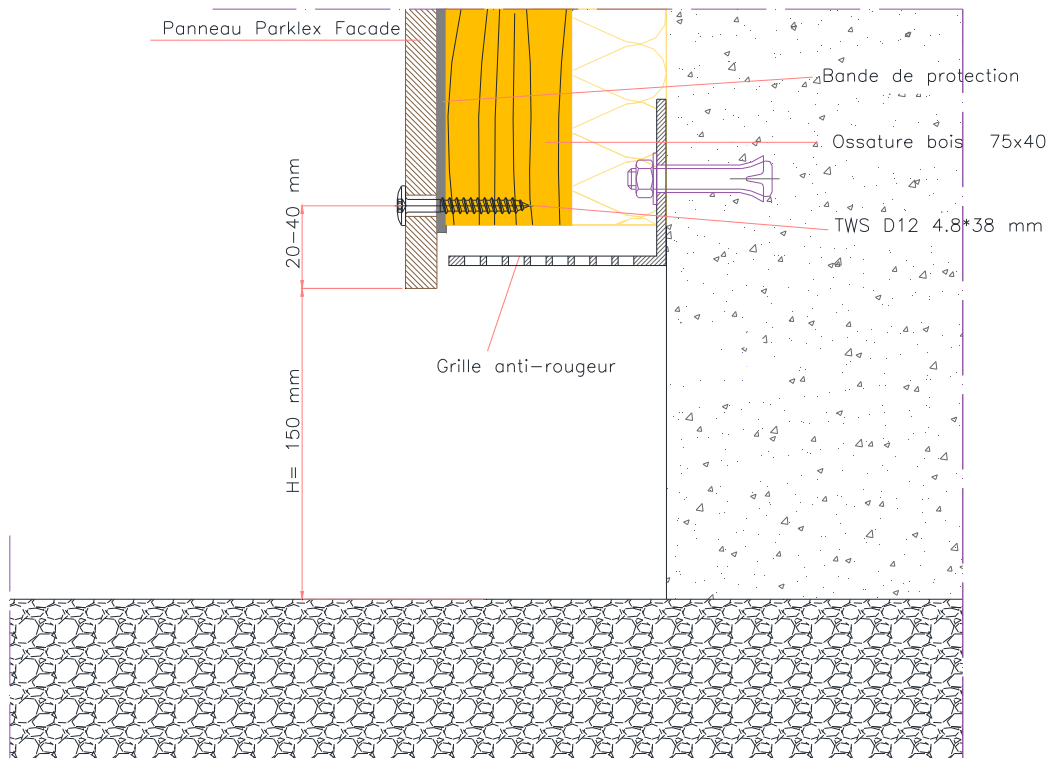 Panneau Parklex Facade
Bande de protection
Ossature bois 75x40
TWS D12 4.8*38 mm
20-40 mm
Grille anti-rougeur
H= 150 mm